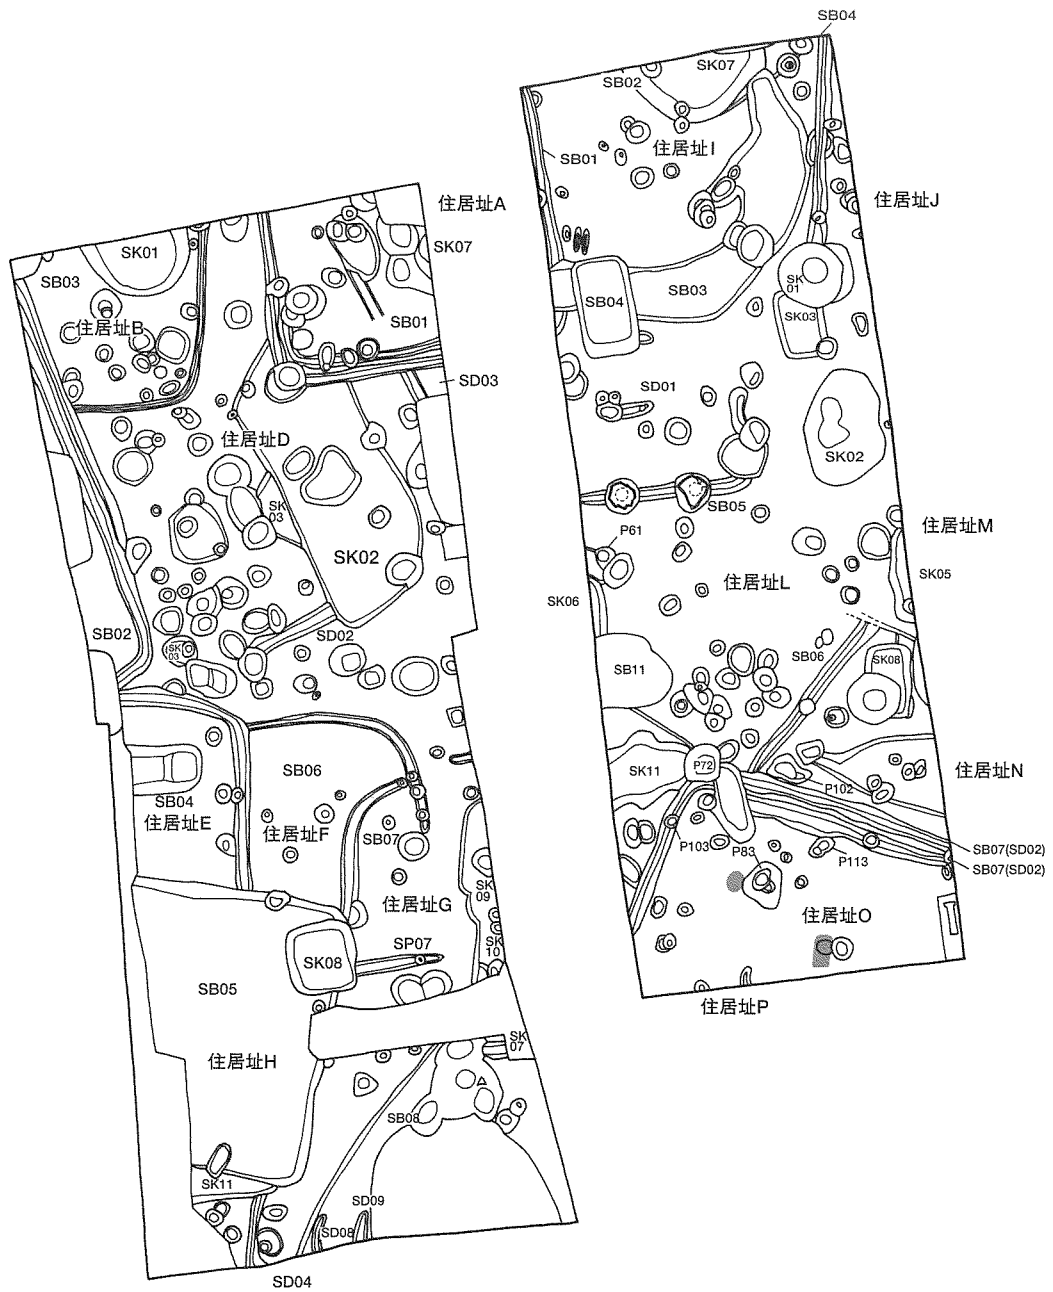 住居址A
SK01
SK07
SB03
住居址B
SB01
SD03
住居址D
SK
03
SK02
SB02
SK
03
SD02
SB06
SB04
住居址E
住居址F
SB07
SK
09
住居址G
SP07
SK
10
SK08
SB05
SK
07
住居址H
SB08
SK11
SD09
SD08
SD04
SB04
SK07
SB02
住居址I
SB01
住居址J
SK
01
SB04
SB03
SK03
SD01
SK02
SB05
住居址M
P61
住居址L
SK05
SK06
SB11
SB06
SK08
SK11
P72
住居址N
P102
P103
P83
P113
SB07(SD02)
SB07(SD02)
住居址O
住居址P